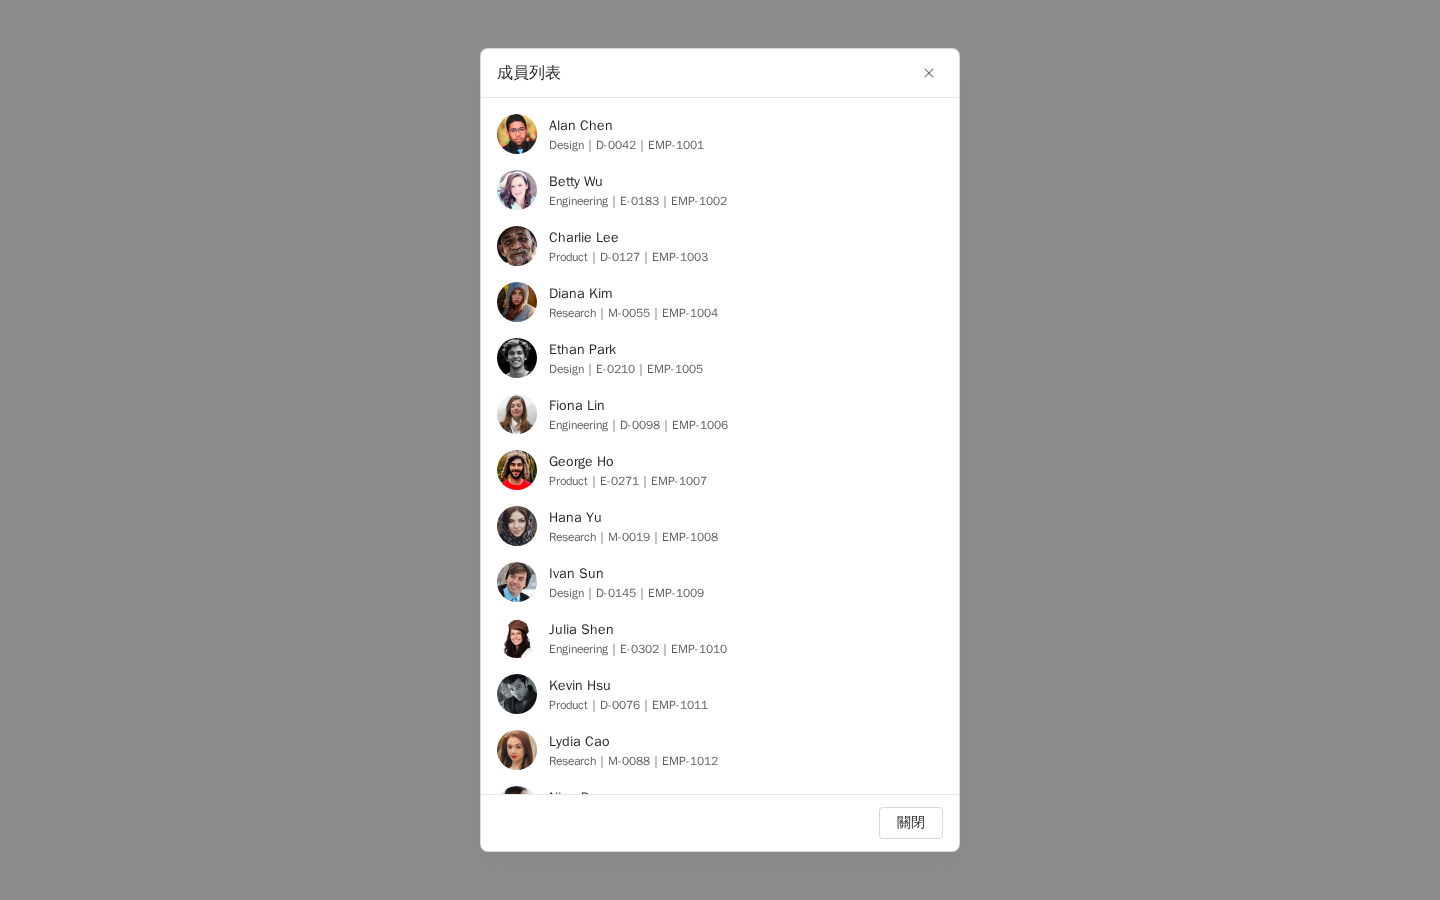 成員列表
Alan Chen
Design | D-0042 | EMP-1001
Betty Wu
Engineering | E-0183 | EMP-1002
Charlie Lee
Product | D-0127 | EMP-1003
Diana Kim
Research | M-0055 | EMP-1004
Ethan Park
Design | E-0210 | EMP-1005
Fiona Lin
Engineering | D-0098 | EMP-1006
George Ho
Product | E-0271 | EMP-1007
Hana Yu
Research | M-0019 | EMP-1008
Ivan Sun
Design | D-0145 | EMP-1009
Julia Shen
Engineering | E-0302 | EMP-1010
Kevin Hsu
Product | D-0076 | EMP-1011
Lydia Cao
Research | M-0088 | EMP-1012
關閉